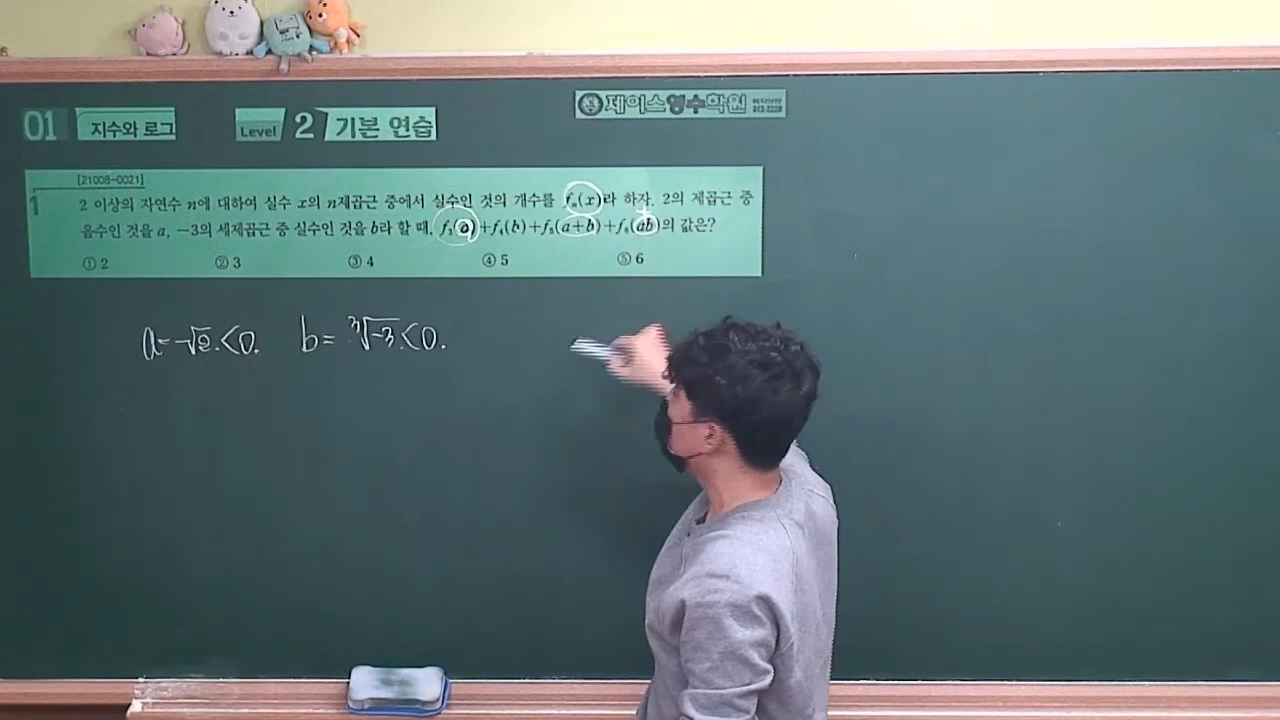 01 지수와 로그 Level 2 기본 연습
제이스영수학원
[21008-0021]
1 2 이상의 자연수 n에 대하여 실수 x의 n제곱근 중에서 실수인 것의 개수를 fₙ(x)라 하자. 2의 제곱근 중
음수인 것을 a, -3의 세제곱근 중 실수인 것을 b라 할 때, f₃(a)+f₄(b)+f₅(a+b)+f₆(ab)의 값은?
① 2 ② 3 ③ 4 ④ 5 ⑤ 6
+
a=-√2<0. b=³√-3<0.